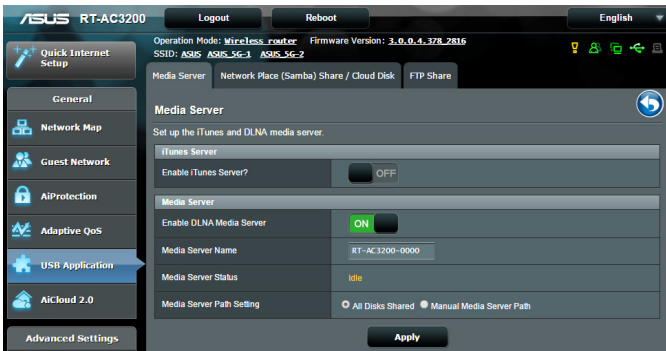 ASUS RT-AC3200 Logout Reboot English
Operation Mode: Wireless router Firmware Version: 3.0.0.4.378_2816
SSID: ASUS ASUS_5G-1 ASUS_5G-2
Quick Internet
Setup
General
Network Map
Guest Network
AiProtection
Adaptive QoS
USB Application
AiCloud 2.0
Advanced Settings
Media Server Network Place (Samba) Share / Cloud Disk FTP Share
Media Server
Set up the iTunes and DLNA media server.
iTunes Server
Enable iTunes Server? OFF
Media Server
Enable DLNA Media Server ON
Media Server Name RT-AC3200-0000
Media Server Status Idle
Media Server Path Setting All Disks Shared Manual Media Server Path
Apply